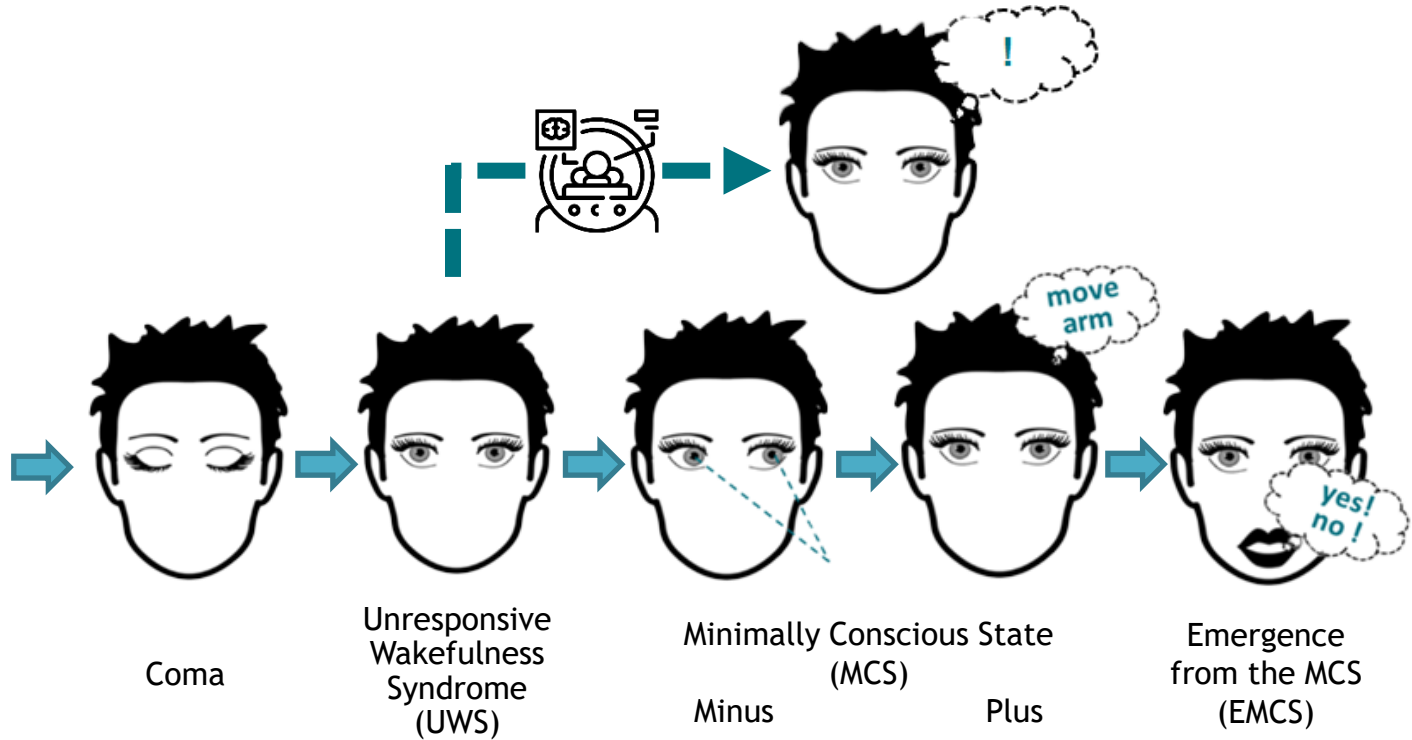 !
move
arm
yes!
no !
Coma
Unresponsive
Wakefulness
Syndrome
(UWS)
Minimally Conscious State
(MCS)
Minus
Plus
Emergence
from the MCS
(EMCS)